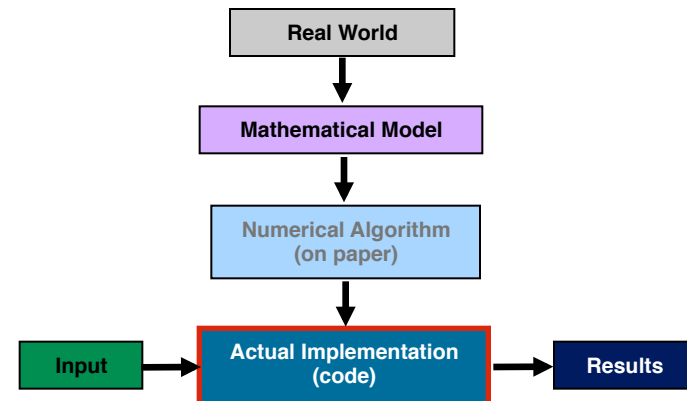 Real World
Mathematical Model
Numerical Algorithm
(on paper)
Input
Actual Implementation
(code)
Results